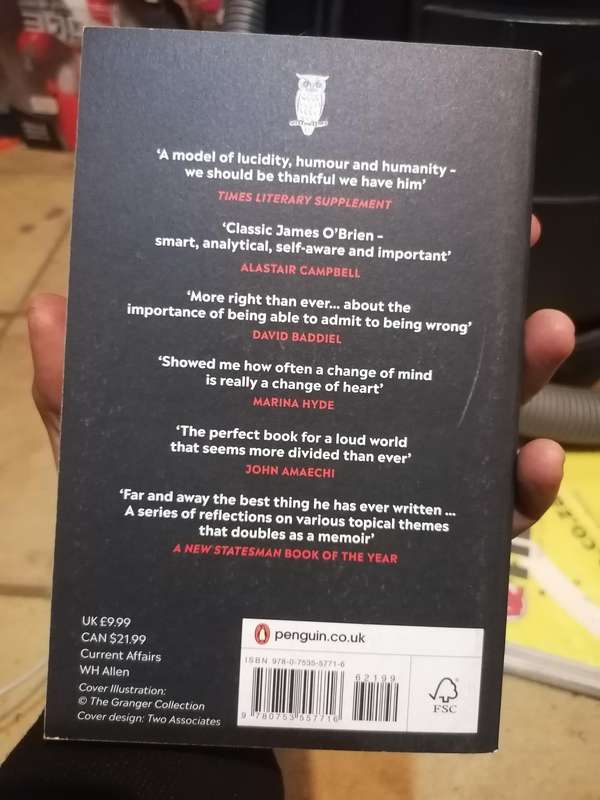 ‘A model of lucidity, humour and humanity –
we should be thankful we have him’
TIMES LITERARY SUPPLEMENT
‘Classic James O’Brien –
smart, analytical, self-aware and important’
ALASTAIR CAMPBELL
‘More right than ever... about the
importance of being able to admit to being wrong’
DAVID BADDIEL
‘Showed me how often a change of mind
is really a change of heart’
MARINA HYDE
‘The perfect book for a loud world
that seems more divided than ever’
JOHN AMAECHI
‘Far and away the best thing he has ever written ...
A series of reflections on various topical themes
that doubles as a memoir’
A NEW STATESMAN BOOK OF THE YEAR
UK £9.99
CAN $21.99
Current Affairs
WH Allen
Cover Illustration:
© The Granger Collection
Cover design: Two Associates
penguin.co.uk
ISBN 978-0-7535-5771-6
62199
9 780753 557716
FSC